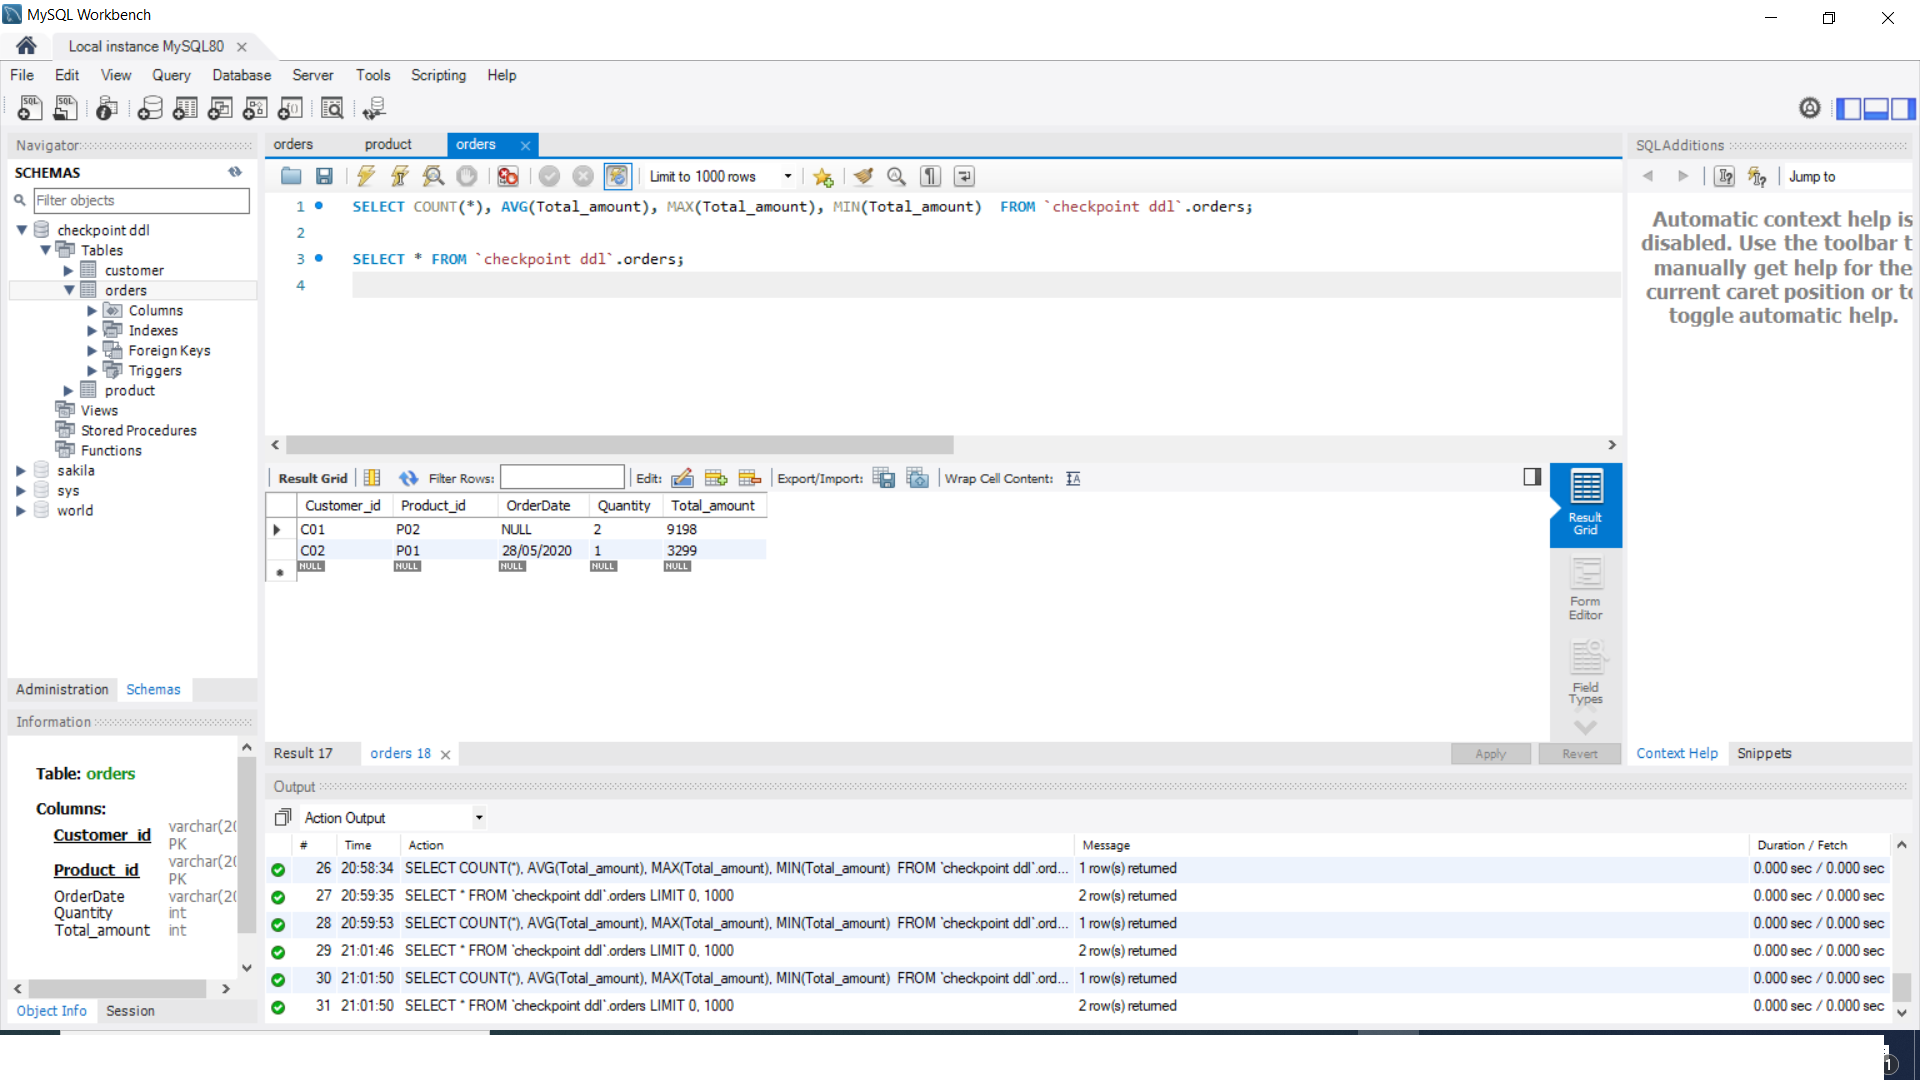 MySQL Workbench
Local instance MySQL80
File Edit View Query Database Server Tools Scripting Help
Navigator
SCHEMAS
Filter objects
checkpoint ddl
Tables
customer
orders
Columns
Indexes
Foreign Keys
Triggers
product
Views
Stored Procedures
Functions
sakila
sys
world
Administration Schemas
Information
Table: orders
Columns:
Customer_id varchar(20
PK
Product_id varchar(20
PK
OrderDate varchar(20
Quantity int
Total_amount int
Object Info Session
orders product orders
Limit to 1000 rows
1 SELECT COUNT(*), AVG(Total_amount), MAX(Total_amount), MIN(Total_amount) FROM `checkpoint ddl`.orders;
2
3 SELECT * FROM `checkpoint ddl`.orders;
4
Result Grid Filter Rows: Edit: Export/Import: Wrap Cell Content:
Customer_id Product_id OrderDate Quantity Total_amount
C01 P02 NULL 2 9198
C02 P01 28/05/2020 1 3299
NULL NULL NULL NULL NULL
Result
Grid
Form
Editor
Field
Types
Result 17 orders 18 Apply Revert
SQLAdditions
Jump to
Automatic context help is
disabled. Use the toolbar t
manually get help for the
current caret position or to
toggle automatic help.
Context Help Snippets
Output
Action Output
# Time Action Message Duration / Fetch
26 20:58:34 SELECT COUNT(*), AVG(Total_amount), MAX(Total_amount), MIN(Total_amount) FROM `checkpoint ddl`.ord... 1 row(s) returned 0.000 sec / 0.000 sec
27 20:59:35 SELECT * FROM `checkpoint ddl`.orders LIMIT 0, 1000 2 row(s) returned 0.000 sec / 0.000 sec
28 20:59:53 SELECT COUNT(*), AVG(Total_amount), MAX(Total_amount), MIN(Total_amount) FROM `checkpoint ddl`.ord... 1 row(s) returned 0.000 sec / 0.000 sec
29 21:01:46 SELECT * FROM `checkpoint ddl`.orders LIMIT 0, 1000 2 row(s) returned 0.000 sec / 0.000 sec
30 21:01:50 SELECT COUNT(*), AVG(Total_amount), MAX(Total_amount), MIN(Total_amount) FROM `checkpoint ddl`.ord... 1 row(s) returned 0.000 sec / 0.000 sec
31 21:01:50 SELECT * FROM `checkpoint ddl`.orders LIMIT 0, 1000 2 row(s) returned 0.000 sec / 0.000 sec
1